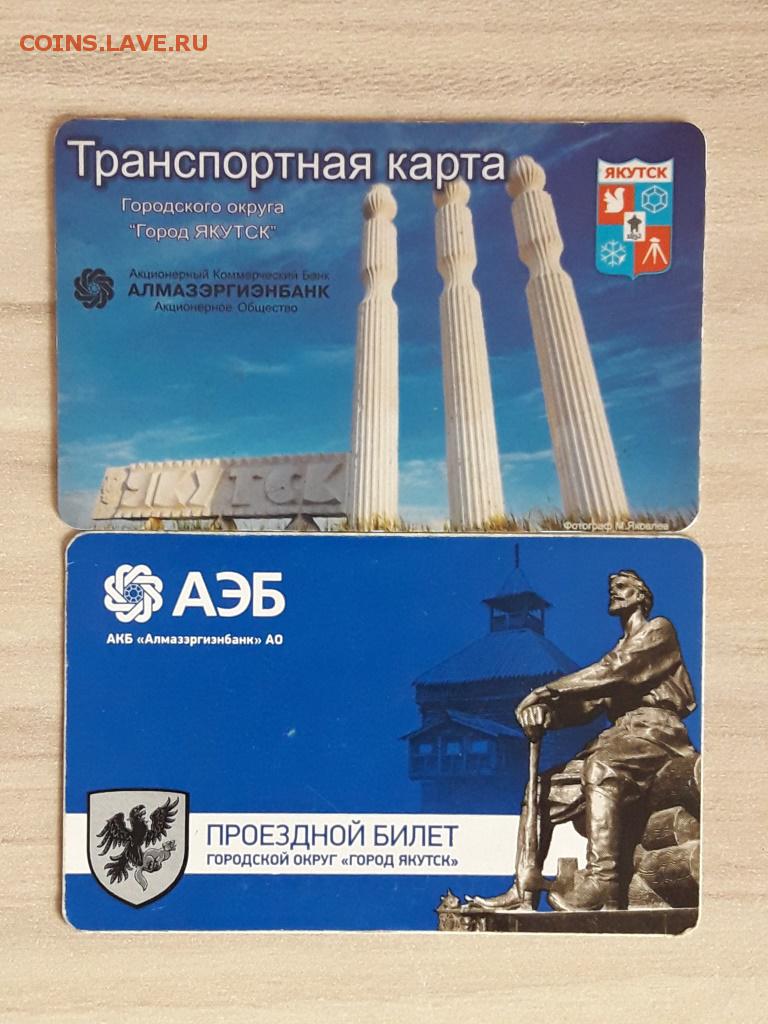 COINS.LAVE.RU
Транспортная карта
Городского округа
"Город ЯКУТСК"
Акционерный Коммерческий Банк
АЛМАЗЭРГИЭНБАНК
Акционерное Общество
ЯКУТСК
ЯКУТСК
Фотограф М.Яковлев
АЭБ
АКБ «Алмазэргиэнбанк» АО
ПРОЕЗДНОЙ БИЛЕТ
ГОРОДСКОЙ ОКРУГ «ГОРОД ЯКУТСК»